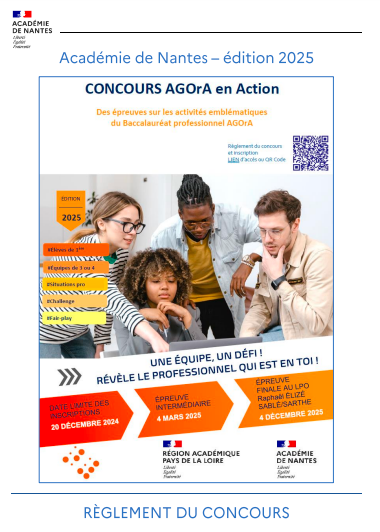 ACADÉMIE
DE NANTES
Liberté
Égalité
Fraternité
Académie de Nantes – édition 2025
CONCOURS AGOrA en Action
Des épreuves sur les activités emblématiques
du Baccalauréat professionnel AGOrA
Règlement du concours
et inscription
LIEN d'accès ou QR Code
ÉDITION
2025
#Élèves de 1ère
#Équipes de 3 ou 4
#Situations pro
#Challenge
#Fair-play
UNE ÉQUIPE, UN DÉFI !
RÉVÈLE LE PROFESSIONNEL QUI EST EN TOI !
DATE LIMITE DES
INSCRIPTIONS
20 DÉCEMBRE 2024
ÉPREUVE
INTERMÉDIAIRE
4 MARS 2025
ÉPREUVE
FINALE AU LPO
Raphaël ÉLIZÉ
SABLÉ/SARTHE
4 DÉCEMBRE 2025
RÉGION ACADÉMIQUE
PAYS DE LA LOIRE
Liberté
Égalité
Fraternité
ACADÉMIE
DE NANTES
Liberté
Égalité
Fraternité
RÈGLEMENT DU CONCOURS